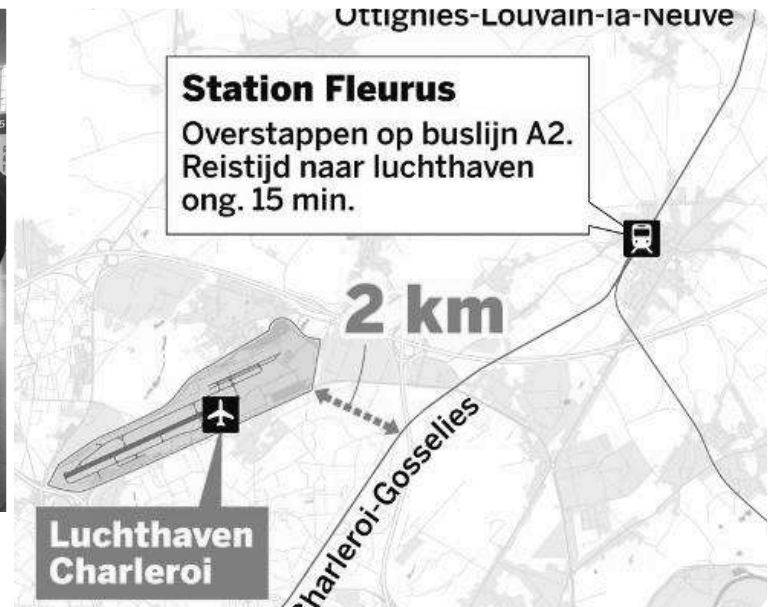 Ottignies-Louvain-la-Neuve
Station Fleurus
Overstappen op buslijn A2.
Reistijd naar luchthaven
ong. 15 min.
2 km
Charleroi-Gosselies
Luchthaven
Charleroi